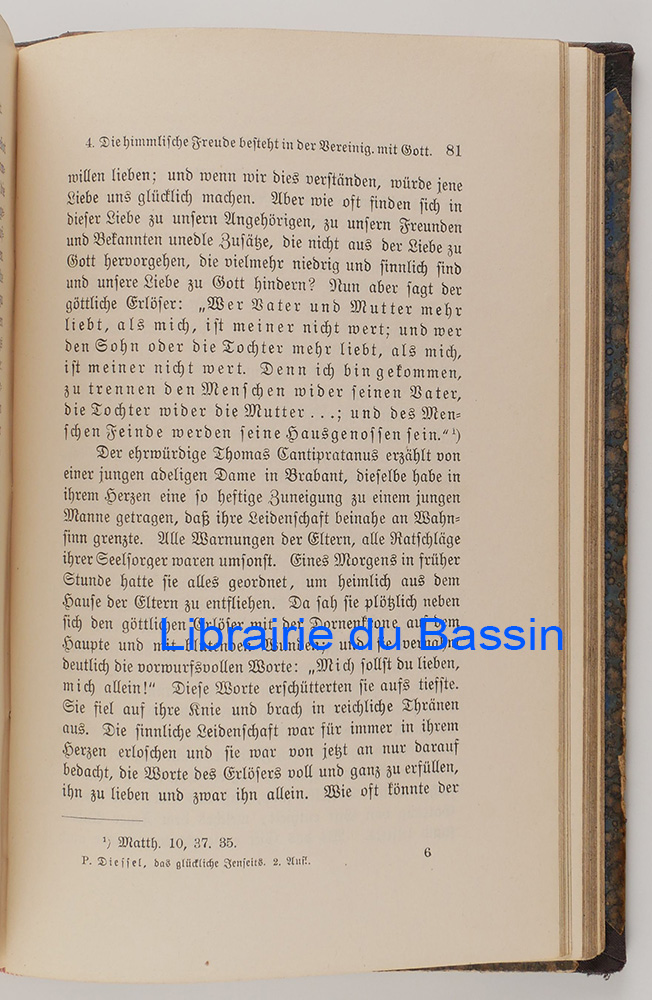 4. Die himmlische Freude besteht in der Vereinig. mit Gott. 81
willen lieben; und wenn wir dies verständen, würde jene
Liebe uns glücklich machen. Aber wie oft finden sich in
dieser Liebe zu unsern Angehörigen, zu unsern Freunden
und Bekannten unedle Zusätze, die nicht aus der Liebe zu
Gott hervorgehen, die vielmehr niedrig und sinnlich sind
und unsere Liebe zu Gott hindern? Nun aber sagt der
göttliche Erlöser: „Wer Vater und Mutter mehr
liebt, als mich, ist meiner nicht wert; und wer
den Sohn oder die Tochter mehr liebt, als mich,
ist meiner nicht wert. Denn ich bin gekommen,
zu trennen den Menschen wider seinen Vater,
die Tochter wider die Mutter ...; und des Men-
schen Feinde werden seine Hausgenossen sein.“ ¹)
Der ehrwürdige Thomas Cantipratanus erzählt von
einer jungen adeligen Dame in Brabant, dieselbe habe in
ihrem Herzen eine so heftige Zuneigung zu einem jungen
Manne getragen, daß ihre Leidenschaft beinahe an Wahn-
sinn grenzte. Alle Warnungen der Eltern, alle Ratschläge
ihrer Seelsorger waren umsonst. Eines Morgens in früher
Stunde hatte sie alles geordnet, um heimlich aus dem
Hause der Eltern zu entfliehen. Da sah sie plötzlich neben
sich den göttlichen Erlöser mit der Dornenkrone auf dem
Librairie du Bassin
Haupte und mit blutenden Wunden, und sie vernahm
deutlich die vorwurfsvollen Worte: „Mich sollst du lieben,
mich allein!“ Diese Worte erschütterten sie aufs tiefste.
Sie fiel auf ihre Knie und brach in reichliche Thränen
aus. Die sinnliche Leidenschaft war für immer in ihrem
Herzen erloschen und sie war von jetzt an nur darauf
bedacht, die Worte des Erlösers voll und ganz zu erfüllen,
ihn zu lieben und zwar ihn allein. Wie oft könnte der
¹) Matth. 10, 37. 35.
P. Diessel, das glückliche Jenseits. 2. Aufl. 6